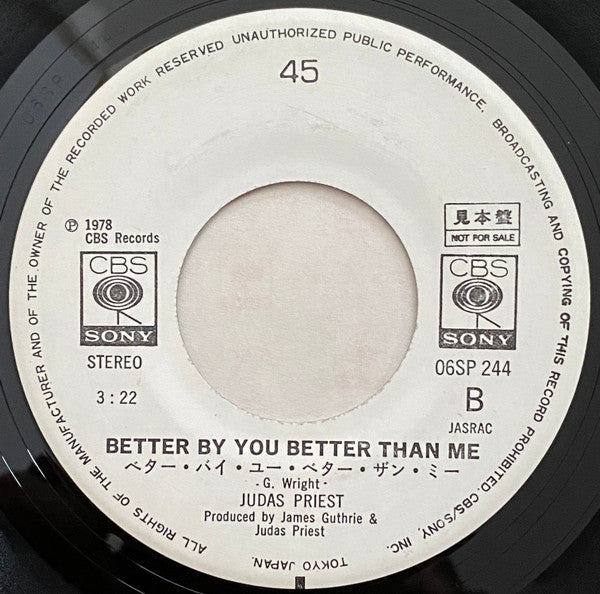 ALL RIGHTS OF THE MANUFACTURER AND OF THE OWNER OF THE RECORDED WORK RESERVED UNAUTHORIZED PUBLIC PERFORMANCE, BROADCASTING AND COPYING OF THIS RECORD PROHIBITED: CBS/SONY, INC. TOKYO JAPAN.
45
℗ 1978
CBS Records
見本盤
NOT FOR SALE
CBS
SONY
CBS
SONY
STEREO
06SP 244
3:22
B
JASRAC
BETTER BY YOU BETTER THAN ME
ベター・バイ・ユー・ベター・ザン・ミー
- G. Wright -
JUDAS PRIEST
Produced by James Guthrie &
Judas Priest